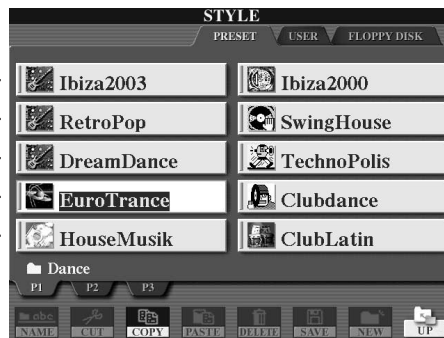 STYLE
PRESET USER FLOPPY DISK
Ibiza2003 Ibiza2000
RetroPop SwingHouse
DreamDance TechnoPolis
EuroTrance Clubdance
HouseMusik ClubLatin
Dance
P1 P2 P3
abc
NAME CUT COPY PASTE DELETE SAVE NEW UP